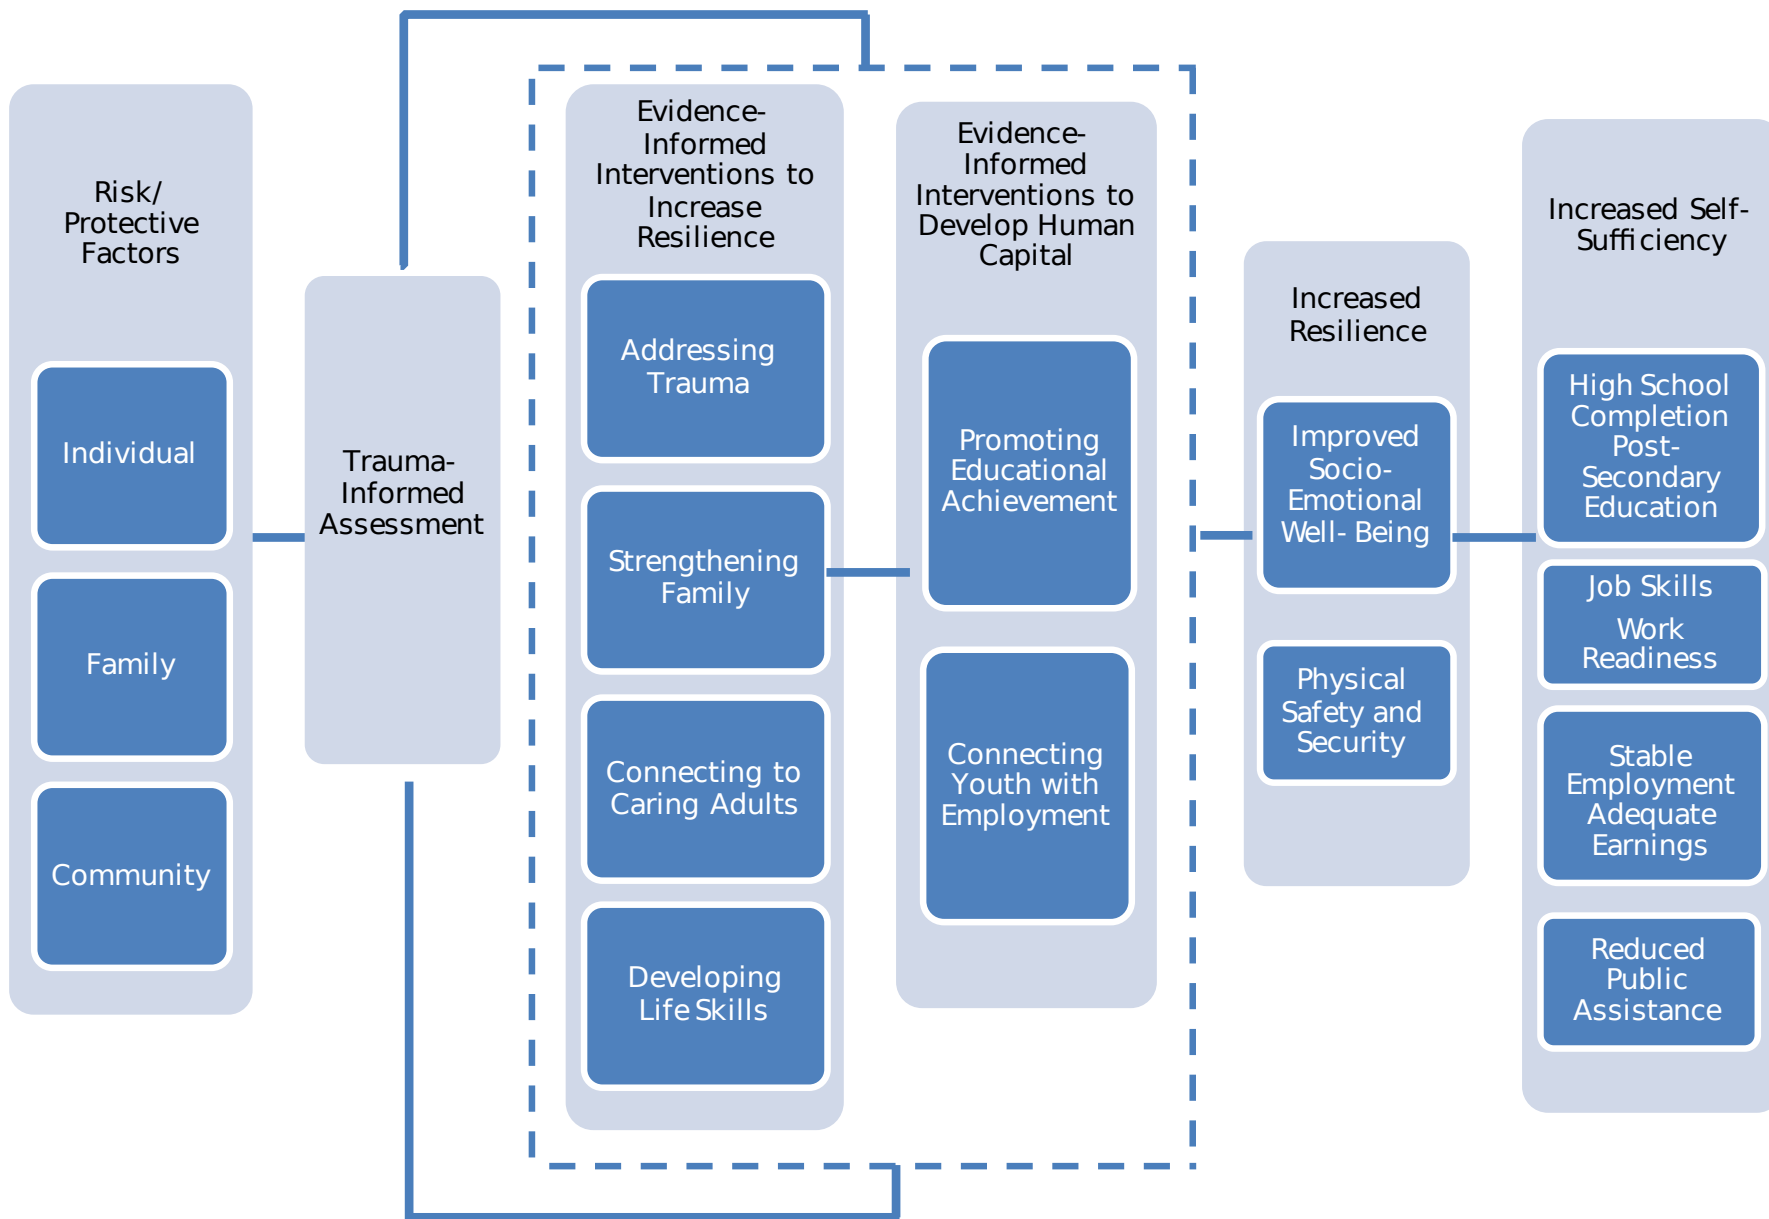 Risk/
Protective
Factors
Individual
Family
Community
Trauma-
Informed
Assessment
Evidence-
Informed
Interventions to
Increase
Resilience
Addressing
Trauma
Strengthening
Family
Connecting to
Caring Adults
Developing
Life Skills
Evidence-
Informed
Interventions to
Develop Human
Capital
Promoting
Educational
Achievement
Connecting
Youth with
Employment
Increased
Resilience
Improved
Socio-
Emotional
Well- Being
Physical
Safety and
Security
Increased Self-
Sufficiency
High School
Completion
Post-
Secondary
Education
Job Skills
Work
Readiness
Stable
Employment
Adequate
Earnings
Reduced
Public
Assistance